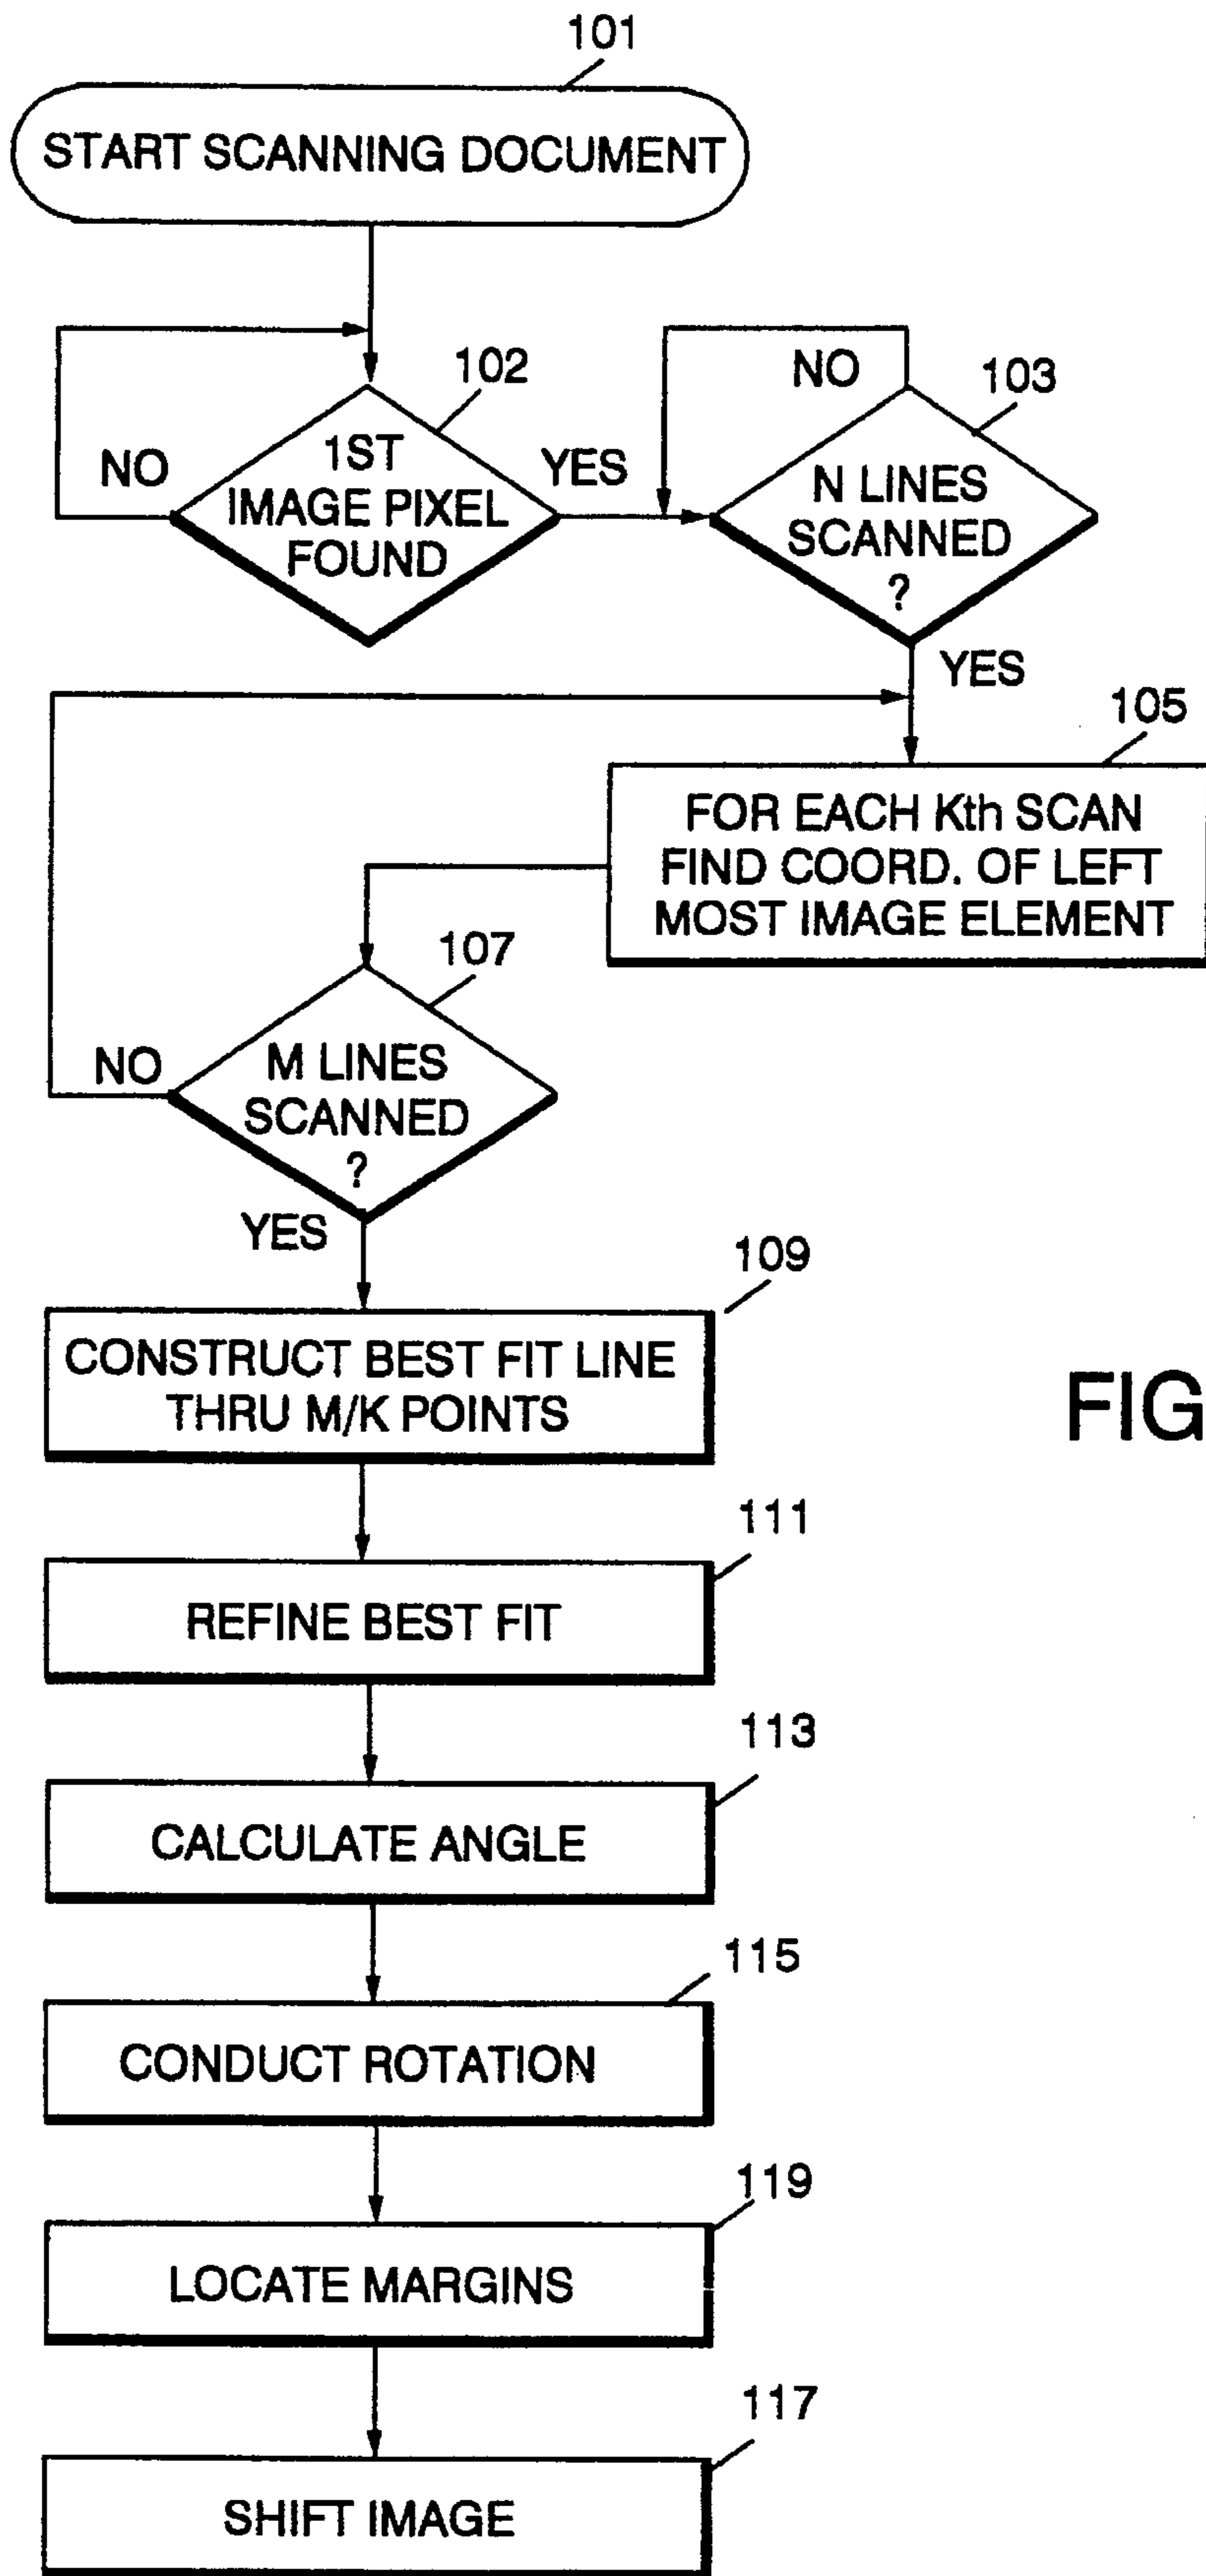 101
START SCANNING DOCUMENT
102
1ST
IMAGE PIXEL
FOUND
NO
YES
NO
103
N LINES
SCANNED
?
YES
105
FOR EACH Kth SCAN
FIND COORD. OF LEFT
MOST IMAGE ELEMENT
107
M LINES
SCANNED
?
NO
YES
109
CONSTRUCT BEST FIT LINE
THRU M/K POINTS
FIG
111
REFINE BEST FIT
113
CALCULATE ANGLE
115
CONDUCT ROTATION
119
LOCATE MARGINS
117
SHIFT IMAGE